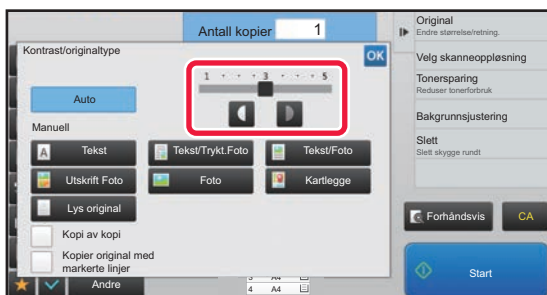 Antall kopier 1
Kontrast/originaltype
OK
1 3 5
Auto
Manuell
Tekst
Tekst/Trykt.Foto
Tekst/Foto
Utskrift Foto
Foto
Kartlegge
Lys original
Kopi av kopi
Kopier original med
markerte linjer
Andre
A4
4 A4
Original
Endre størrelse/retning.
Velg skanneoppløsning
Tonersparing
Reduser tonerforbruk
Bakgrunnsjustering
Slett
Slett skygge rundt
Forhåndsvis
CA
Start